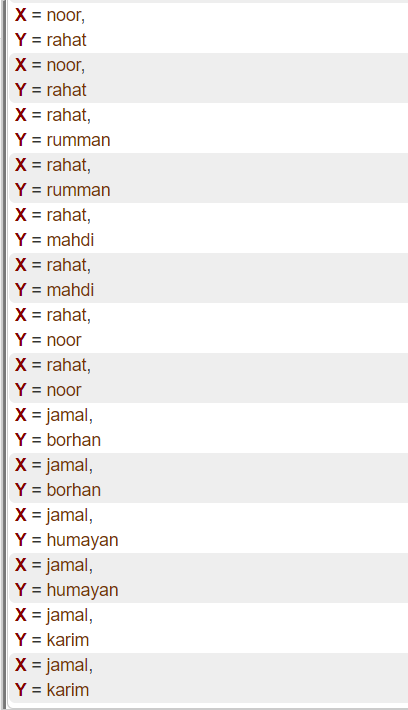 X = noor,
Y = rahat
X = noor,
Y = rahat
X = rahat,
Y = rumman
X = rahat,
Y = rumman
X = rahat,
Y = mahdi
X = rahat,
Y = mahdi
X = rahat,
Y = noor
X = rahat,
Y = noor
X = jamal,
Y = borhan
X = jamal,
Y = borhan
X = jamal,
Y = humayan
X = jamal,
Y = humayan
X = jamal,
Y = karim
X = jamal,
Y = karim